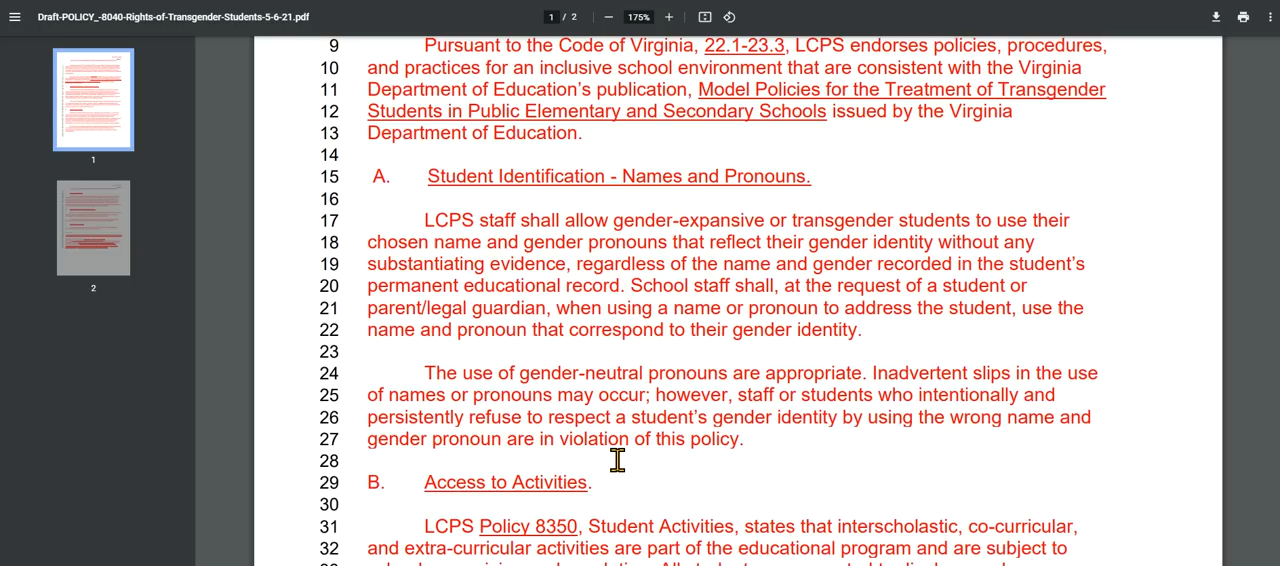 Draft-POLICY_-8040-Rights-of-Transgender-Students-5-6-21.pdf
1 / 2
175%
1
2
9 Pursuant to the Code of Virginia, 22.1-23.3, LCPS endorses policies, procedures,
10 and practices for an inclusive school environment that are consistent with the Virginia
11 Department of Education's publication, Model Policies for the Treatment of Transgender
12 Students in Public Elementary and Secondary Schools issued by the Virginia
13 Department of Education.
14
15 A. Student Identification - Names and Pronouns.
16
17 LCPS staff shall allow gender-expansive or transgender students to use their
18 chosen name and gender pronouns that reflect their gender identity without any
19 substantiating evidence, regardless of the name and gender recorded in the student's
20 permanent educational record. School staff shall, at the request of a student or
21 parent/legal guardian, when using a name or pronoun to address the student, use the
22 name and pronoun that correspond to their gender identity.
23
24 The use of gender-neutral pronouns are appropriate. Inadvertent slips in the use
25 of names or pronouns may occur; however, staff or students who intentionally and
26 persistently refuse to respect a student's gender identity by using the wrong name and
27 gender pronoun are in violation of this policy.
28
29 B. Access to Activities.
30
31 LCPS Policy 8350, Student Activities, states that interscholastic, co-curricular,
32 and extra-curricular activities are part of the educational program and are subject to